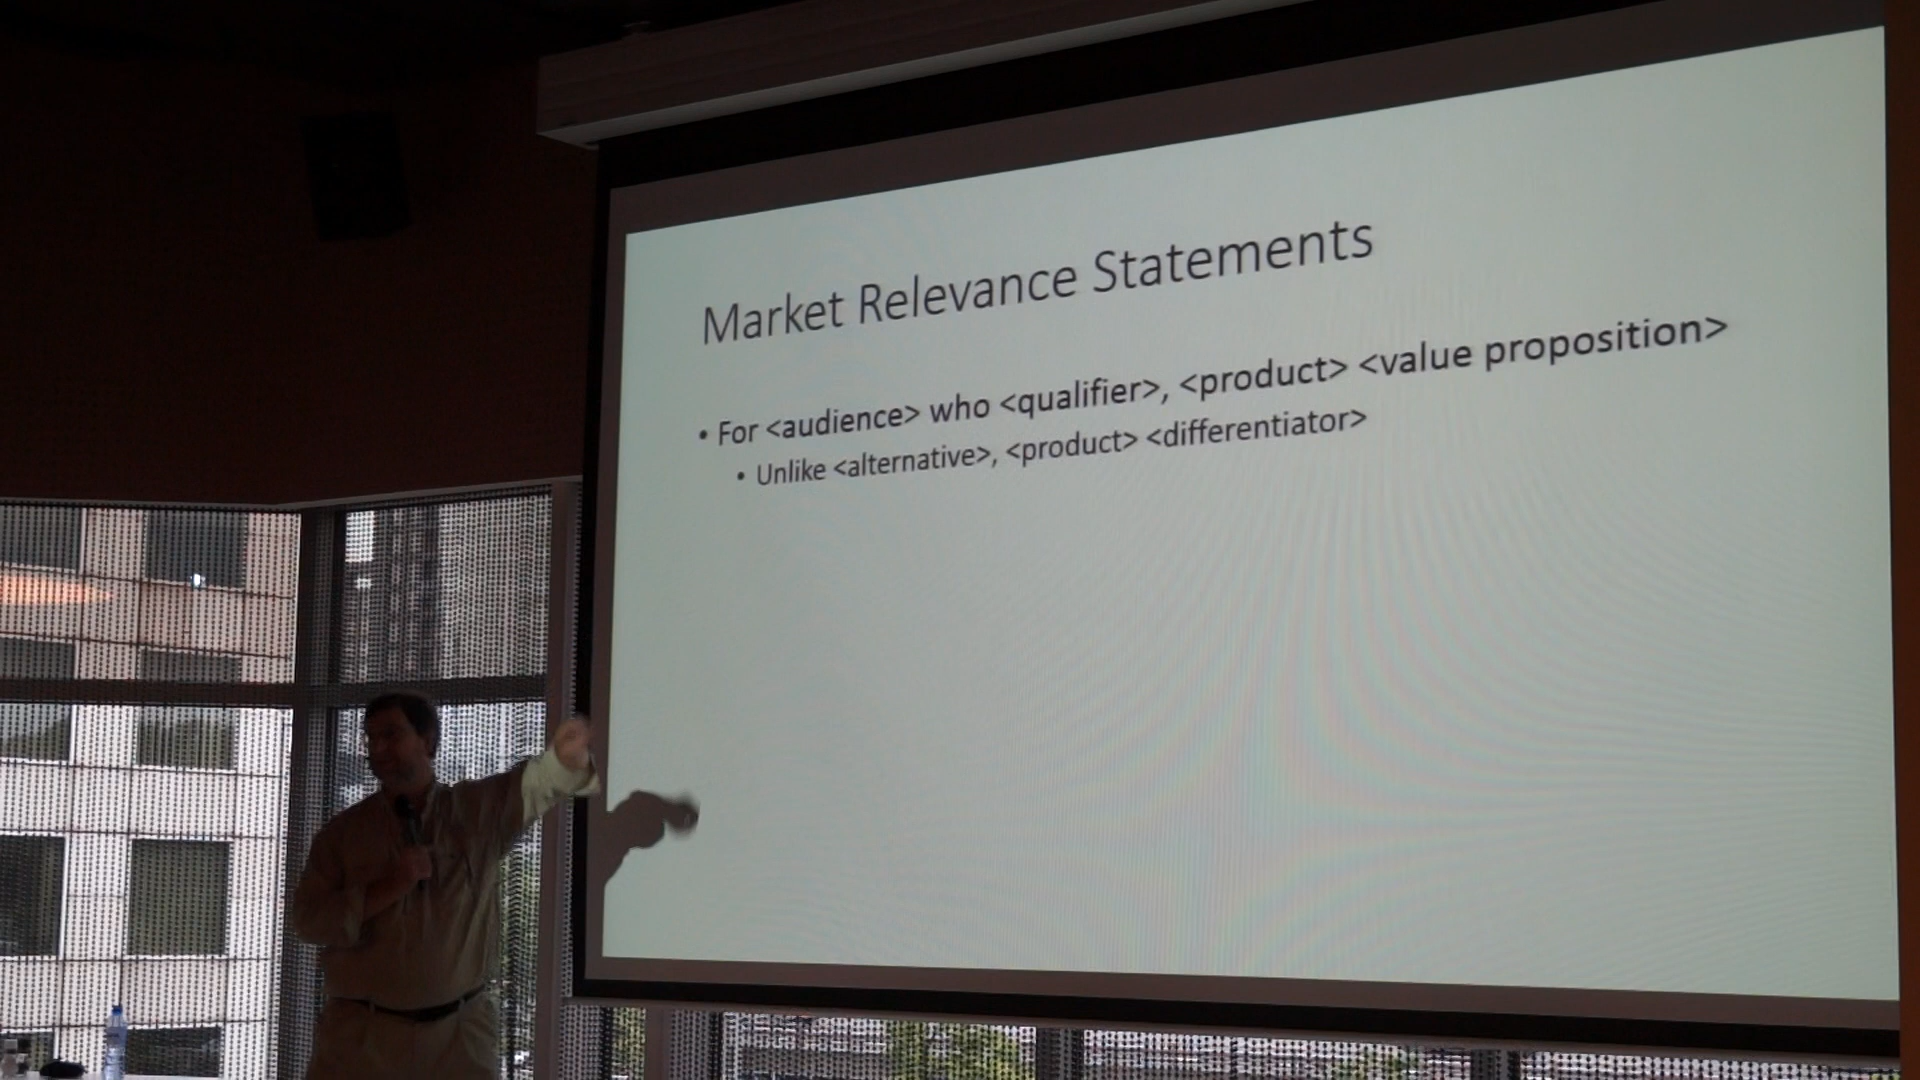 Market Relevance Statements
• For <audience> who <qualifier>, <product> <value proposition>
• Unlike <alternative>, <product> <differentiator>